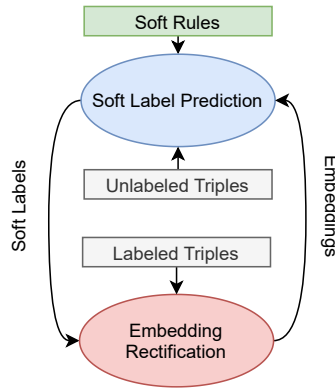 Soft Rules
Soft Label Prediction
Soft Labels
Embeddings
Unlabeled Triples
Labeled Triples
Embedding
Rectification